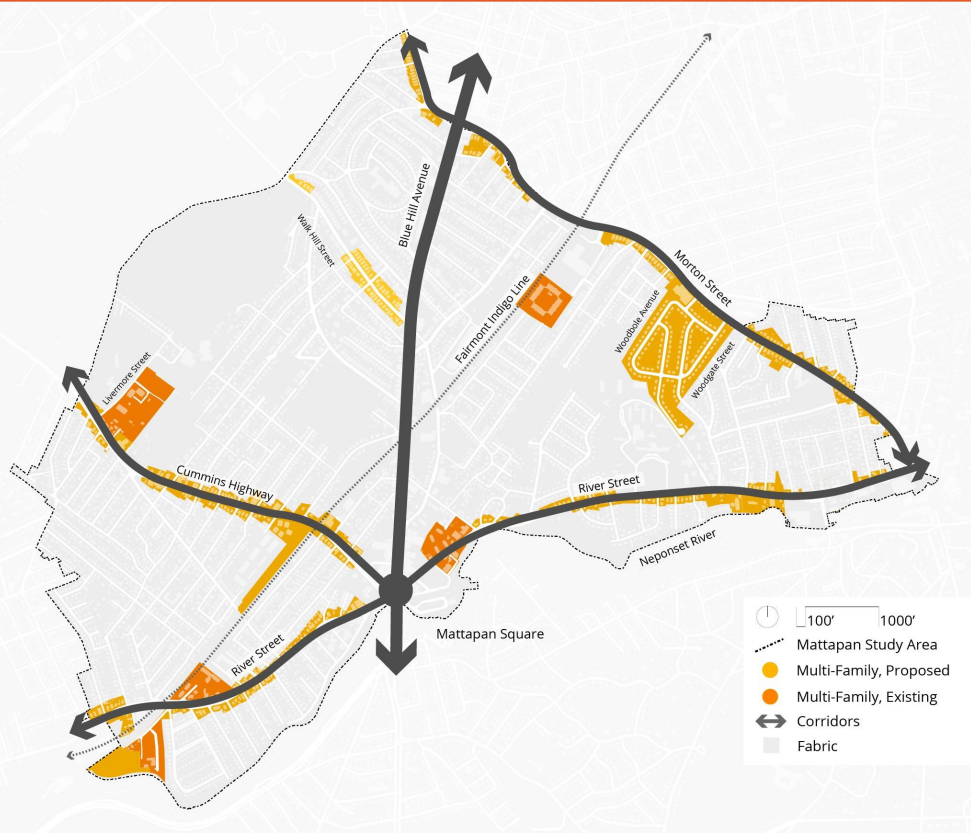 Blue Hill Avenue
Walk Hill Street
Morton Street
Fairmont Indigo Line
Woodbole Avenue
Woodgate Street
Livermore Street
Cummins Highway
River Street
Neponset River
River Street
Mattapan Square
100' 1000'
Mattapan Study Area
Multi-Family, Proposed
Multi-Family, Existing
Corridors
Fabric